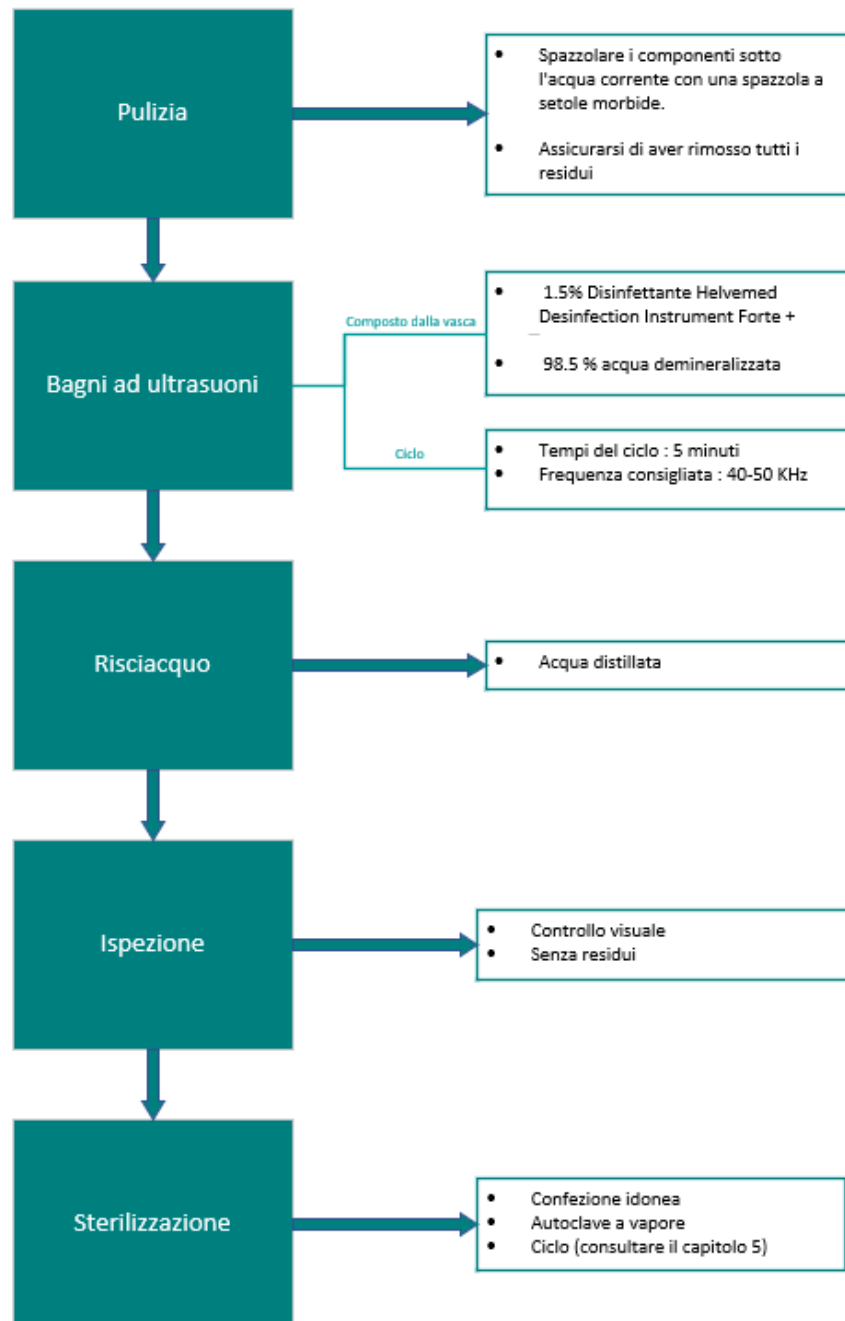 Pulizia
• Spazzolare i componenti sotto
l'acqua corrente con una spazzola a
setole morbide.
• Assicurarsi di aver rimosso tutti i
residui
Bagni ad ultrasuoni
Composto dalla vasca
• 1.5% Disinfettante Helvemed
Desinfection Instrument Forte +
• 98.5 % acqua demineralizzata
Ciclo
• Tempi del ciclo : 5 minuti
• Frequenza consigliata : 40-50 KHz
Risciacquo
• Acqua distillata
Ispezione
• Controllo visuale
• Senza residui
Sterilizzazione
• Confezione idonea
• Autoclave a vapore
• Ciclo (consultare il capitolo 5)